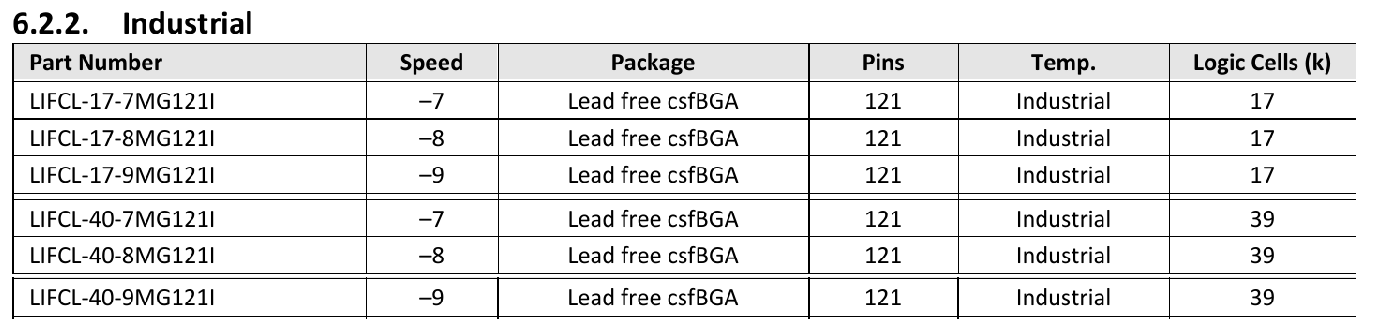 6.2.2. Industrial
Part Number Speed Package Pins Temp. Logic Cells (k)
LIFCL-17-7MG121I –7 Lead free csfBGA 121 Industrial 17
LIFCL-17-8MG121I –8 Lead free csfBGA 121 Industrial 17
LIFCL-17-9MG121I –9 Lead free csfBGA 121 Industrial 17
LIFCL-40-7MG121I –7 Lead free csfBGA 121 Industrial 39
LIFCL-40-8MG121I –8 Lead free csfBGA 121 Industrial 39
LIFCL-40-9MG121I –9 Lead free csfBGA 121 Industrial 39